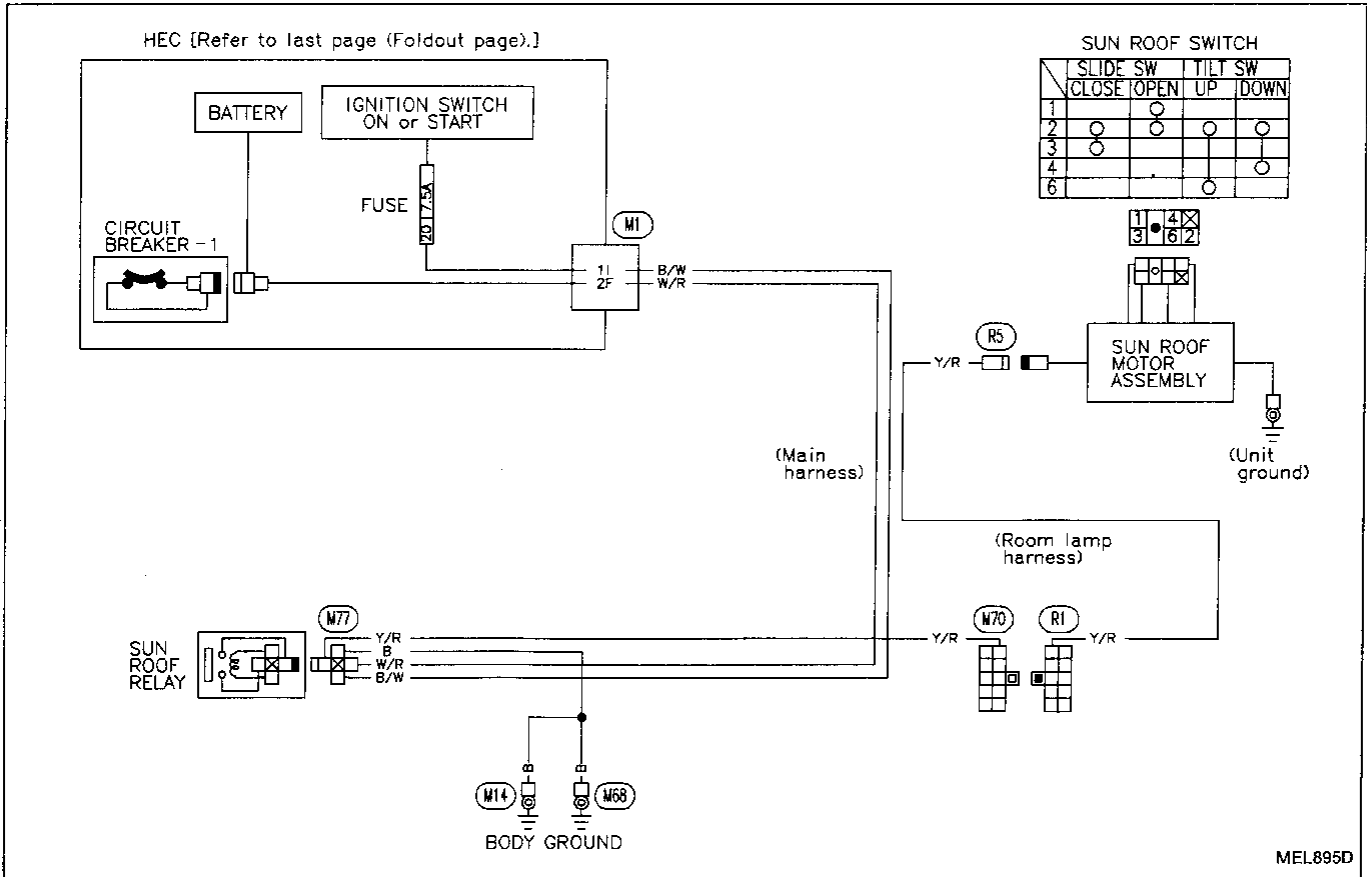 HEC [Refer to last page (Foldout page).]
BATTERY
IGNITION SWITCH
ON or START
FUSE
20 7.5A
CIRCUIT
BREAKER-1
M1
1I B/W
2F W/R
SUN ROOF SWITCH
SLIDE SW TILT SW
CLOSE OPEN UP DOWN
1
2
3
4
6
1 4
3 6 2
R5
Y/R
SUN ROOF
MOTOR
ASSEMBLY
(Unit
ground)
(Main
harness)
(Room lamp
harness)
SUN
ROOF
RELAY
M77
Y/R
B
W/R
B/W
Y/R
M70
R1
Y/R
B B
M14 M68
BODY GROUND
MEL895D